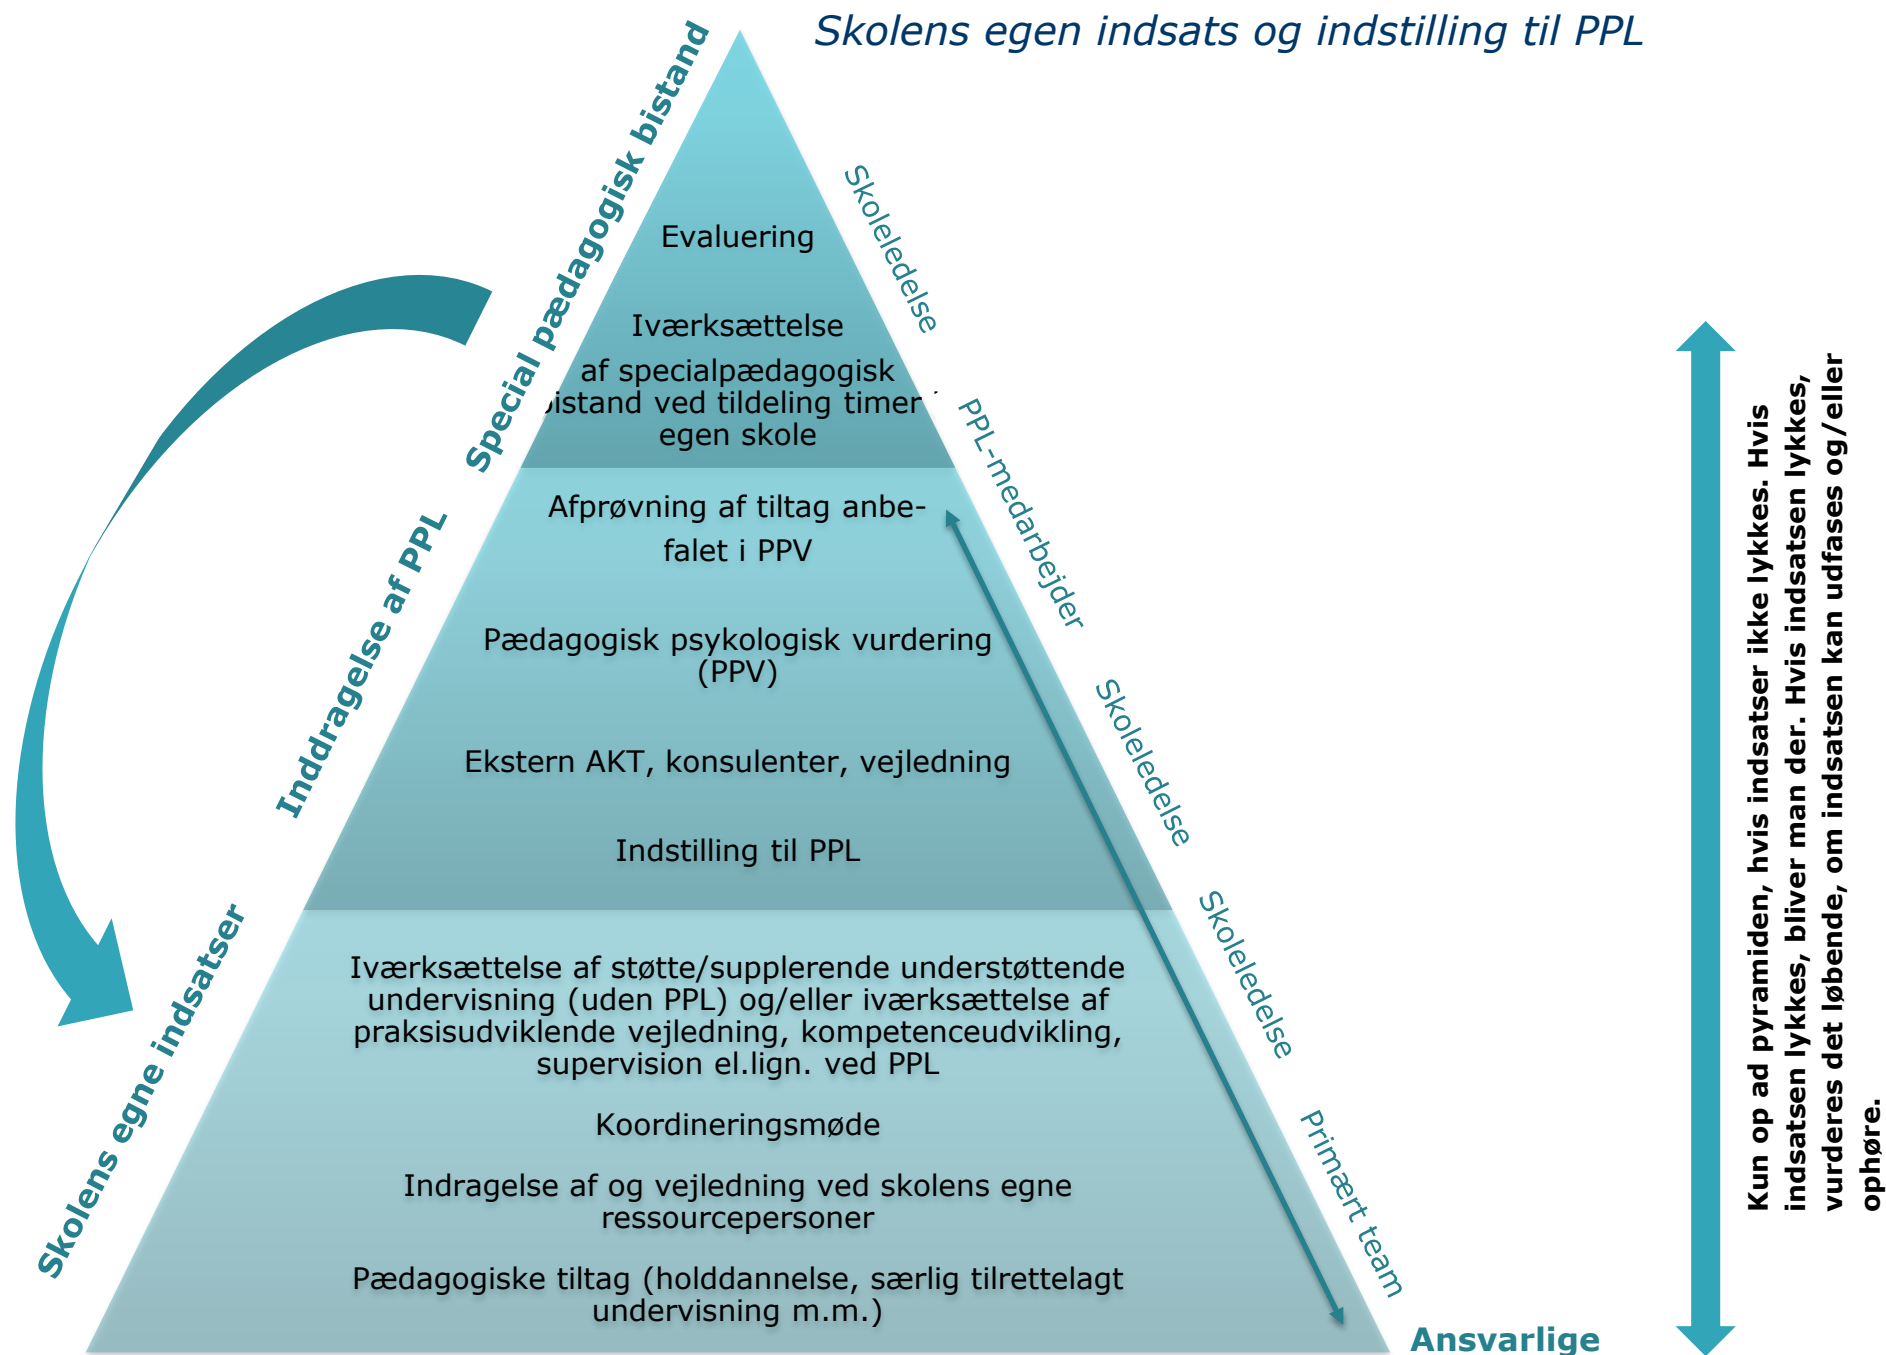 Skolens egen indsats og indstilling til PPL
Special pædagogisk bistand
Inddragelse af PPL
Skolens egne indsatser
Evaluering
Iværksættelse
af specialpædagogisk
bistand ved tildeling timer
egen skole
Afprøvning af tiltag anbe-
falet i PPV
Pædagogisk psykologisk vurdering
(PPV)
Ekstern AKT, konsulenter, vejledning
Indstilling til PPL
Iværksættelse af støtte/supplerende understøttende
undervisning (uden PPL) og/eller iværksættelse af
praksisudviklende vejledning, kompetenceudvikling,
supervision el.lign. ved PPL
Koordineringsmøde
Indragelse af og vejledning ved skolens egne
ressourcepersoner
Pædagogiske tiltag (holddannelse, særlig tilrettelagt
undervisning m.m.)
Skoleledelse
PPL-medarbejder
Skoleledelse
Skoleledelse
Primært team
Ansvarlige
Kun op ad pyramiden, hvis indsatser ikke lykkes. Hvis
indsatsen lykkes, bliver man der. Hvis indsatsen lykkes,
vurderes det løbende, om indsatsen kan udfases og/eller
ophøre.